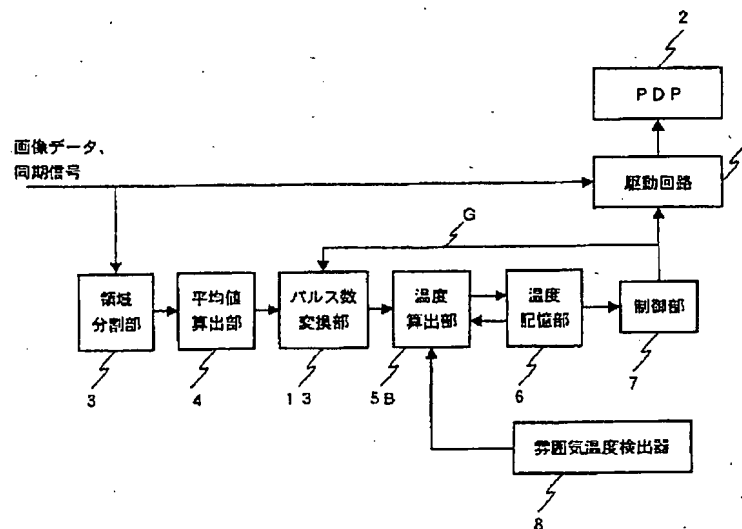 2
PDP
画像データ、
同期信号
駆動回路
G
領域
分割部
平均値
算出部
パルス数
変換部
温度
算出部
温度
記憶部
制御部
3
4
13
5B
6
7
雰囲気温度検出器
8